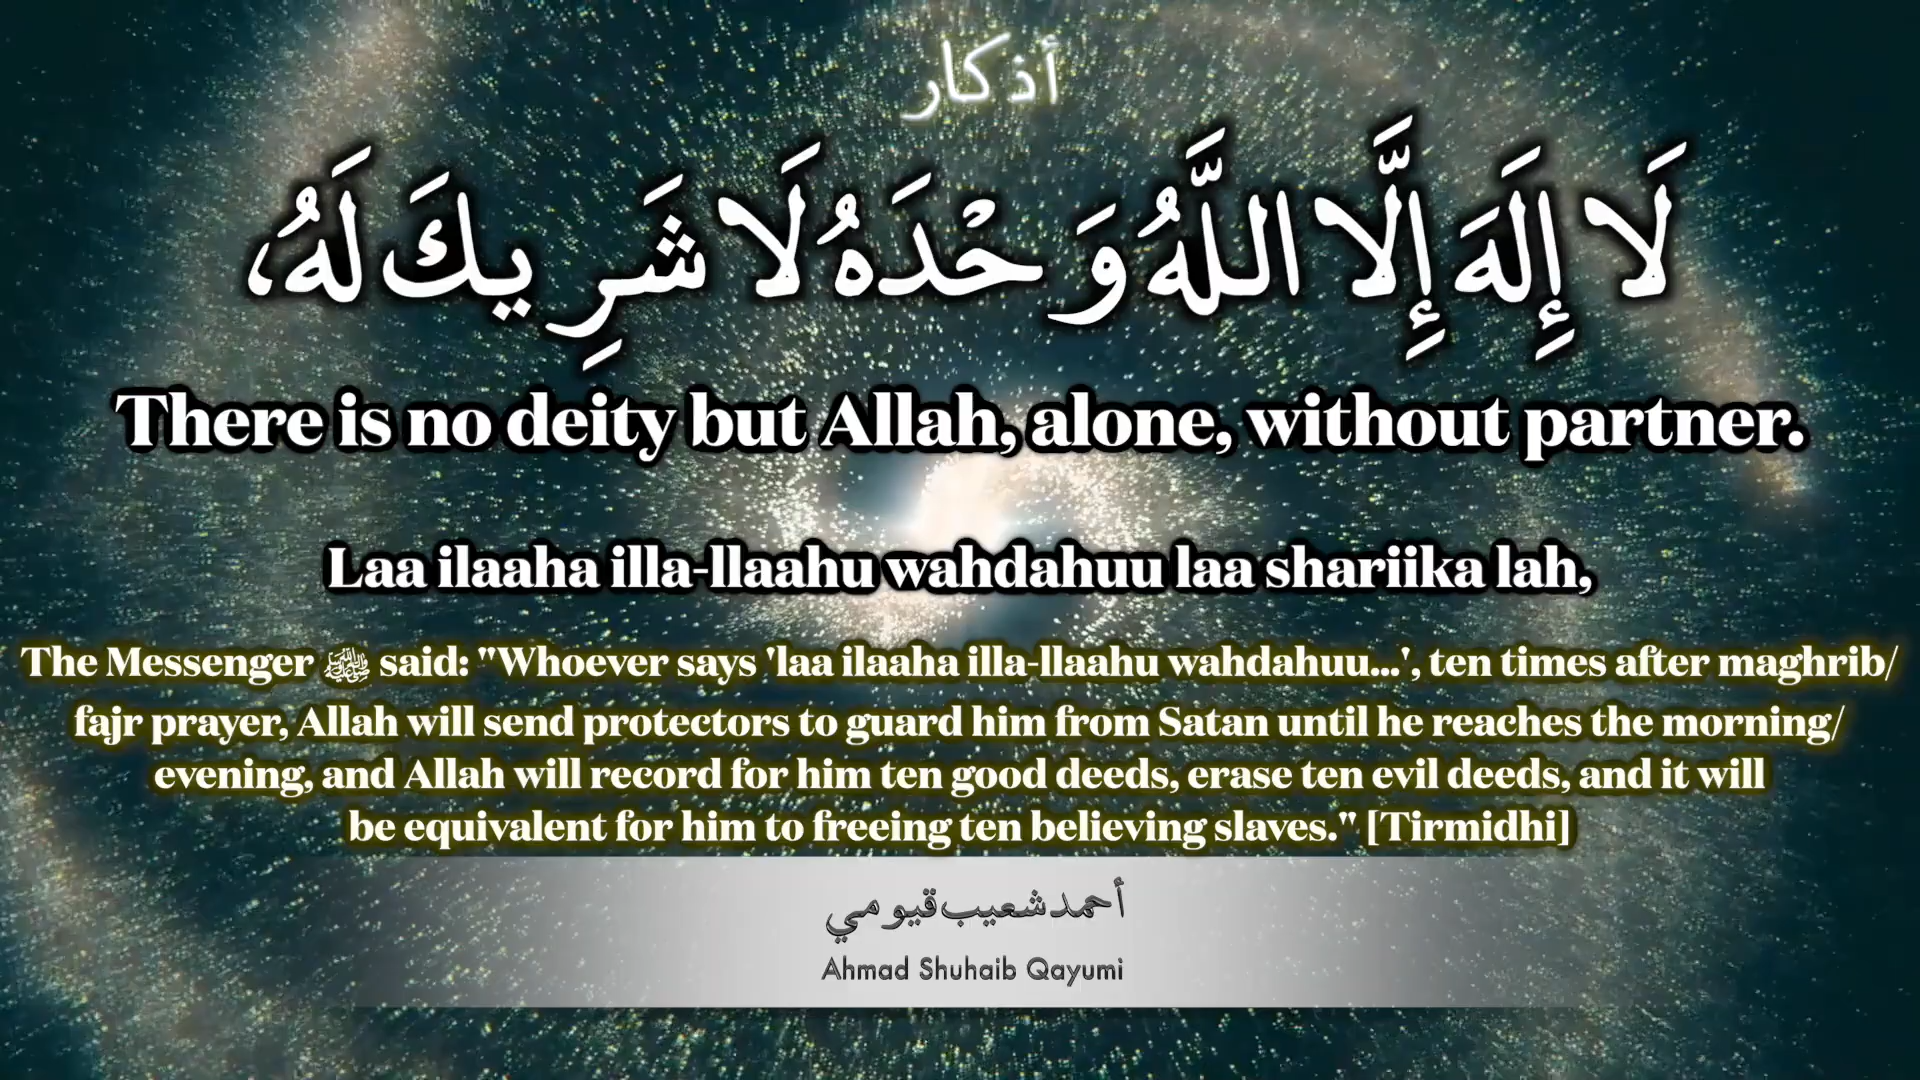 أذكار
لَا إِلَهَ إِلَّا اللَّهُ وَحْدَهُ لَا شَرِيكَ لَهُ،
There is no deity but Allah, alone, without partner.
Laa ilaaha illa-llaahu wahdahuu laa shariika lah,
The Messenger ﷺ said: "Whoever says 'laa ilaaha illa-llaahu wahdahuu...', ten times after maghrib/
fajr prayer, Allah will send protectors to guard him from Satan until he reaches the morning/
evening, and Allah will record for him ten good deeds, erase ten evil deeds, and it will
be equivalent for him to freeing ten believing slaves." [Tirmidhi]
أحمد شعيب قيومي
Ahmad Shuhaib Qayumi